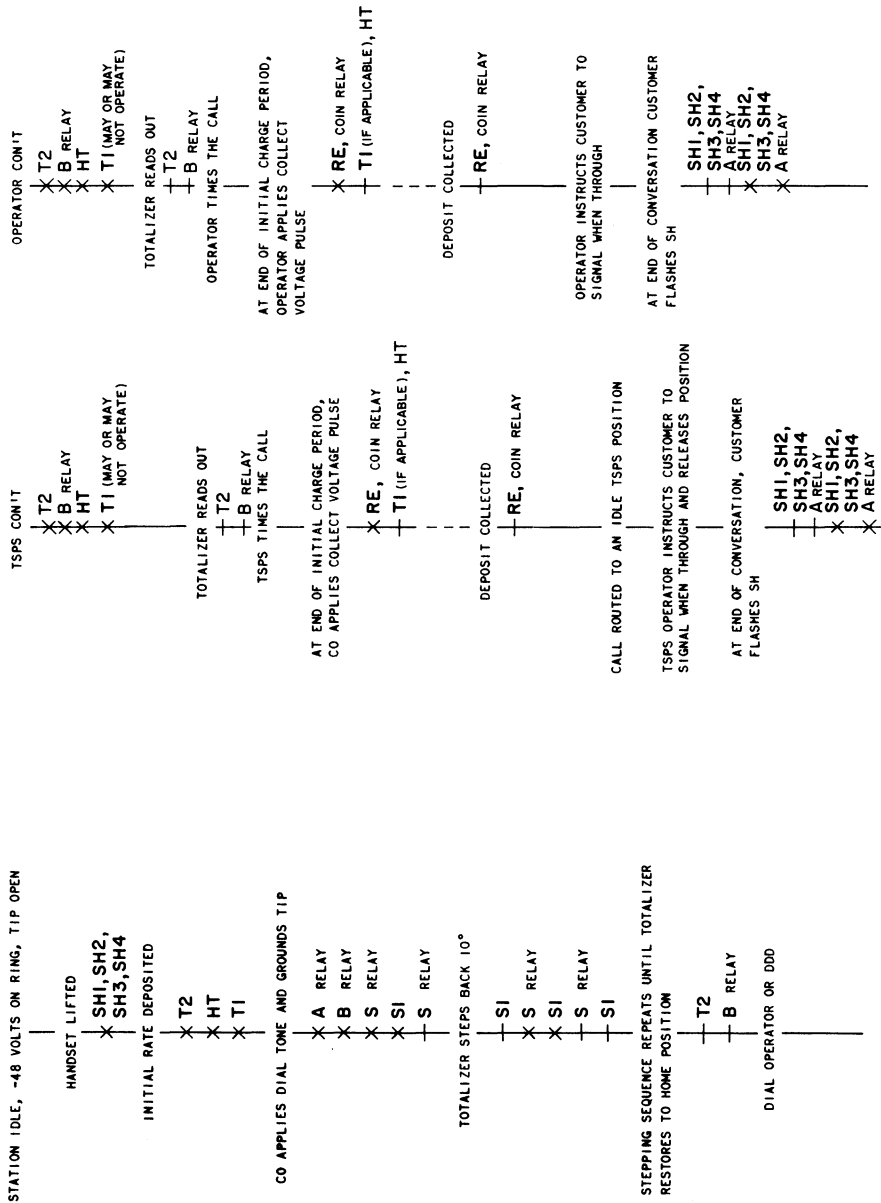 STATION IDLE, -48 VOLTS ON RING, TIP OPEN
HANDSET LIFTED
SH1, SH2,
SH3, SH4
INITIAL RATE DEPOSITED
T2
HT
T1
CO APPLIES DIAL TONE AND GROUNDS TIP
A RELAY
B RELAY
S RELAY
S1
S RELAY
TOTALIZER STEPS BACK 10°
S1
S RELAY
S1
S RELAY
S1
STEPPING SEQUENCE REPEATS UNTIL TOTALIZER
RESTORES TO HOME POSITION
T2
B RELAY
DIAL OPERATOR OR DDD
TSPS CON'T
T2
B RELAY
HT
T1 (MAY OR MAY
NOT OPERATE)
TOTALIZER READS OUT
T2
B RELAY
TSPS TIMES THE CALL
AT END OF INITIAL CHARGE PERIOD,
CO APPLIES COLLECT VOLTAGE PULSE
RE, COIN RELAY
T1 (IF APPLICABLE), HT
DEPOSIT COLLECTED
RE, COIN RELAY
CALL ROUTED TO AN IDLE TSPS POSITION
TSPS OPERATOR INSTRUCTS CUSTOMER TO
SIGNAL WHEN THROUGH AND RELEASES POSITION
AT END OF CONVERSATION, CUSTOMER
FLASHES SH
SH1, SH2,
SH3, SH4
A RELAY
SH1, SH2,
SH3, SH4
A RELAY
OPERATOR CON'T
T2
B RELAY
HT
T1 (MAY OR MAY
NOT OPERATE)
TOTALIZER READS OUT
T2
B RELAY
OPERATOR TIMES THE CALL
AT END OF INITIAL CHARGE PERIOD,
OPERATOR APPLIES COLLECT
VOLTAGE PULSE
RE, COIN RELAY
T1 (IF APPLICABLE), HT
DEPOSIT COLLECTED
RE, COIN RELAY
OPERATOR INSTRUCTS CUSTOMER TO
SIGNAL WHEN THROUGH
AT END OF CONVERSATION CUSTOMER
FLASHES SH
SH1, SH2,
SH3, SH4
A RELAY
SH1, SH2,
SH3, SH4
A RELAY